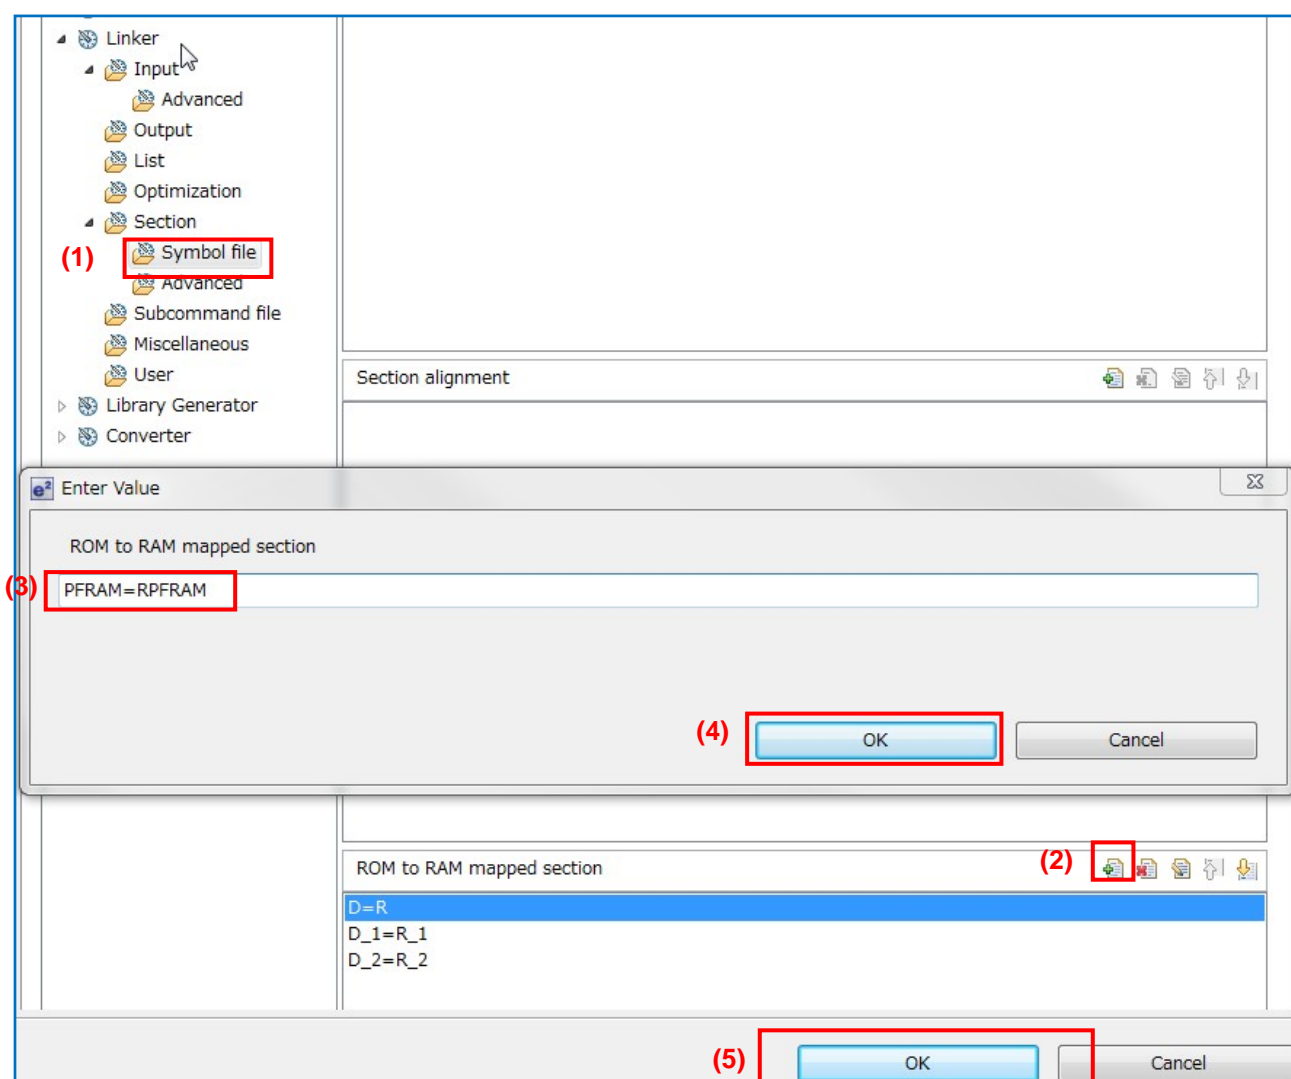 Linker
Input
Advanced
Output
List
Optimization
Section
(1) Symbol file
Advanced
Subcommand file
Miscellaneous
User
Library Generator
Converter
Section alignment
e² Enter Value
ROM to RAM mapped section
(3) PFRAM=RPFRAM
(4) OK Cancel
ROM to RAM mapped section (2)
D=R
D_1=R_1
D_2=R_2
(5) OK Cancel